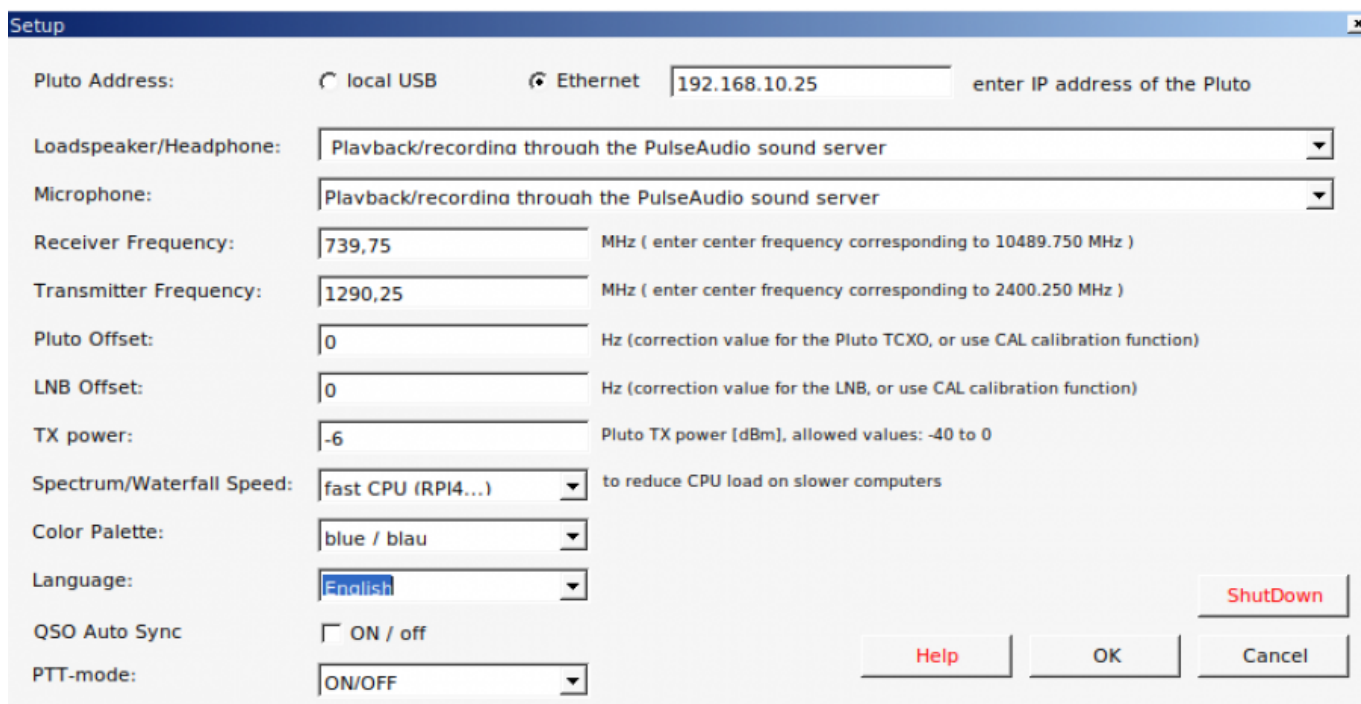 Setup
Pluto Address: local USB Ethernet 192.168.10.25 enter IP address of the Pluto
Loadspeaker/Headphone: Playback/recording through the PulseAudio sound server
Microphone: Playback/recording through the PulseAudio sound server
Receiver Frequency: 739,75 MHz ( enter center frequency corresponding to 10489.750 MHz )
Transmitter Frequency: 1290,25 MHz ( enter center frequency corresponding to 2400.250 MHz )
Pluto Offset: 0 Hz (correction value for the Pluto TCXO, or use CAL calibration function)
LNB Offset: 0 Hz (correction value for the LNB, or use CAL calibration function)
TX power: -6 Pluto TX power [dBm], allowed values: -40 to 0
Spectrum/Waterfall Speed: fast CPU (RPI4...) to reduce CPU load on slower computers
Color Palette: blue / blau
Language: English
ShutDown
QSO Auto Sync ON / off
Help OK Cancel
PTT-mode: ON/OFF